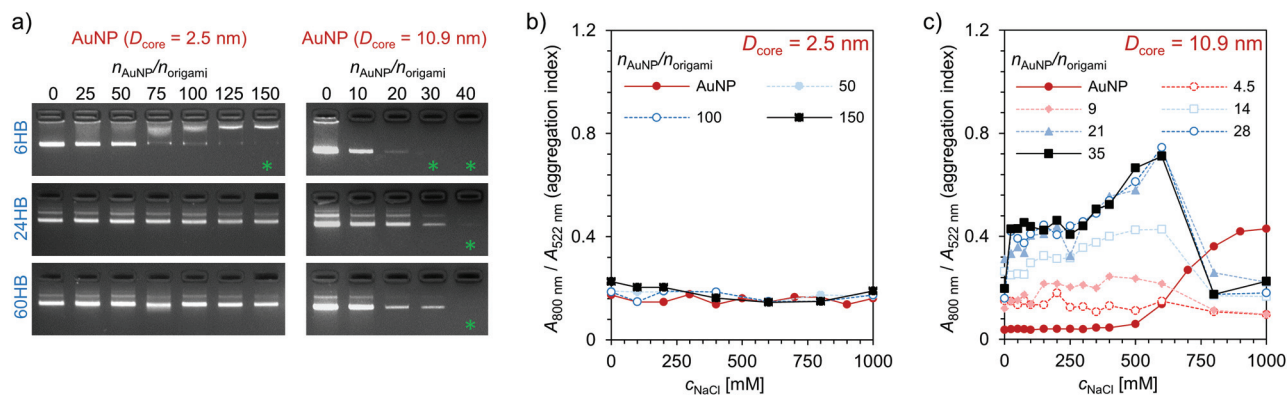 a)
AuNP (Dcore = 2.5 nm)
AuNP (Dcore = 10.9 nm)
nAuNP/norigami
nAuNP/norigami
0 25 50 75 100 125 150
0 10 20 30 40
6HB
*
* *
24HB
*
60HB
*
b)
Dcore = 2.5 nm
nAuNP/norigami
AuNP
50
100
150
1.2
0.8
0.4
0
A800 nm / A522 nm (aggregation index)
0 250 500 750 1000
cNaCl [mM]
c)
Dcore = 10.9 nm
nAuNP/norigami
AuNP
4.5
9
14
21
28
35
1.2
0.8
0.4
0
A800 nm / A522 nm (aggregation index)
0 250 500 750 1000
cNaCl [mM]